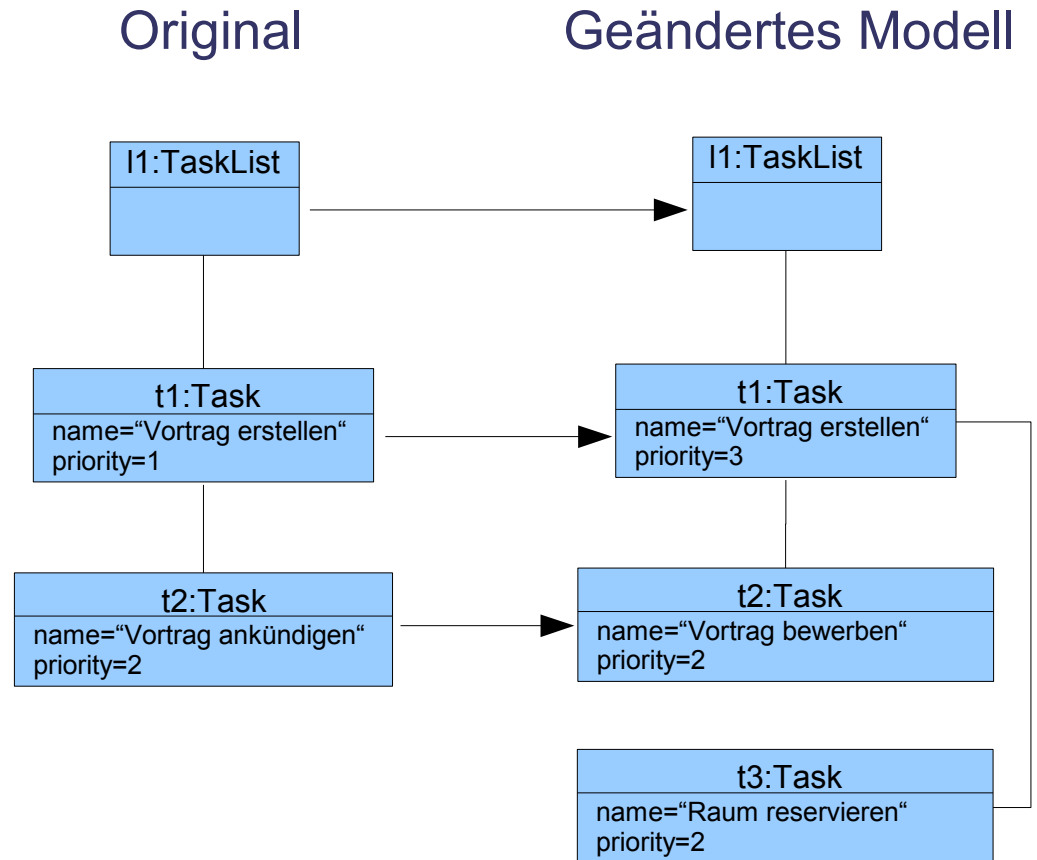 Original
Geändertes Modell
l1:TaskList
l1:TaskList
t1:Task
name=“Vortrag erstellen“
priority=1
t1:Task
name=“Vortrag erstellen“
priority=3
t2:Task
name=“Vortrag ankündigen“
priority=2
t2:Task
name=“Vortrag bewerben“
priority=2
t3:Task
name=“Raum reservieren“
priority=2